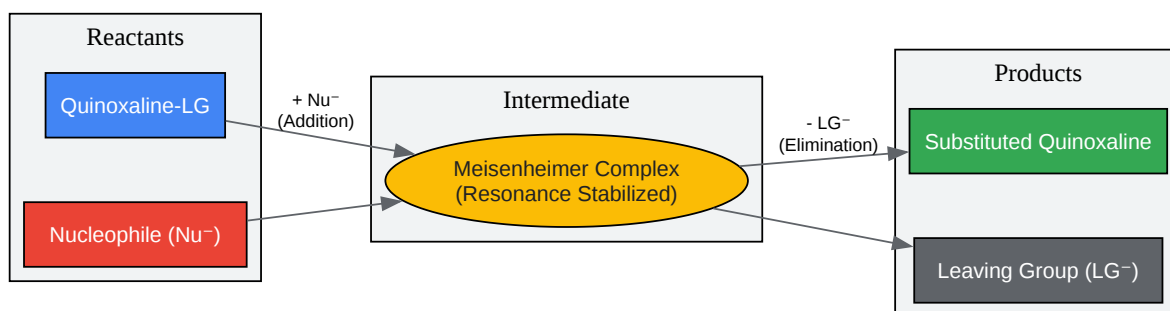 Reactants
Quinoxaline-LG
Nucleophile (Nu⁻)
+ Nu⁻
(Addition)
Intermediate
Meisenheimer Complex
(Resonance Stabilized)
- LG⁻
(Elimination)
Products
Substituted Quinoxaline
Leaving Group (LG⁻)